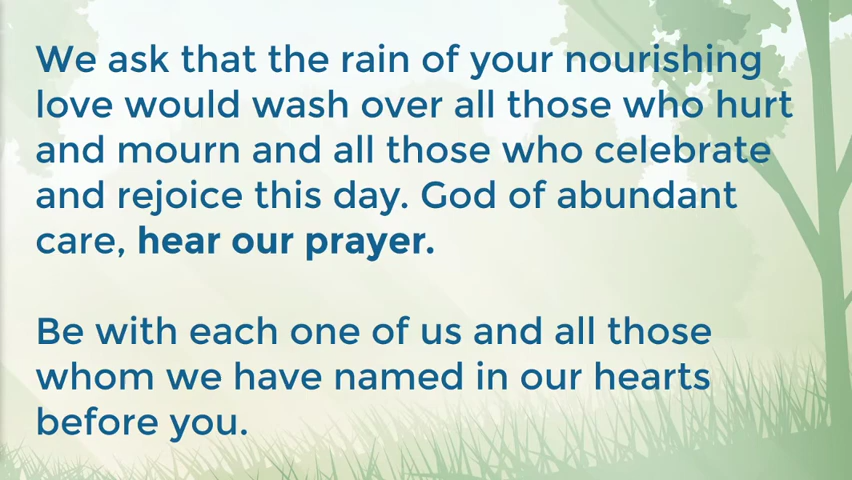 We ask that the rain of your nourishing
love would wash over all those who hurt
and mourn and all those who celebrate
and rejoice this day. God of abundant
care, hear our prayer.
Be with each one of us and all those
whom we have named in our hearts
before you.